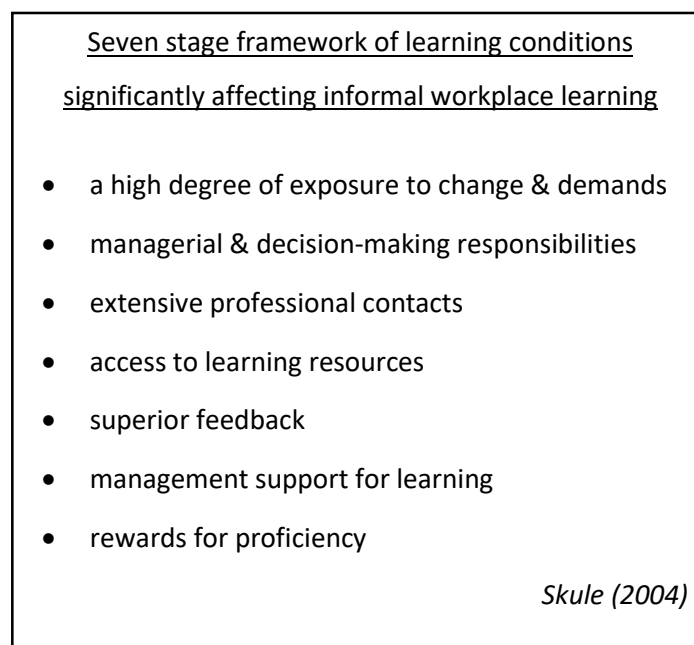 Seven stage framework of learning conditions
significantly affecting informal workplace learning
• a high degree of exposure to change & demands
• managerial & decision-making responsibilities
• extensive professional contacts
• access to learning resources
• superior feedback
• management support for learning
• rewards for proficiency
Skule (2004)